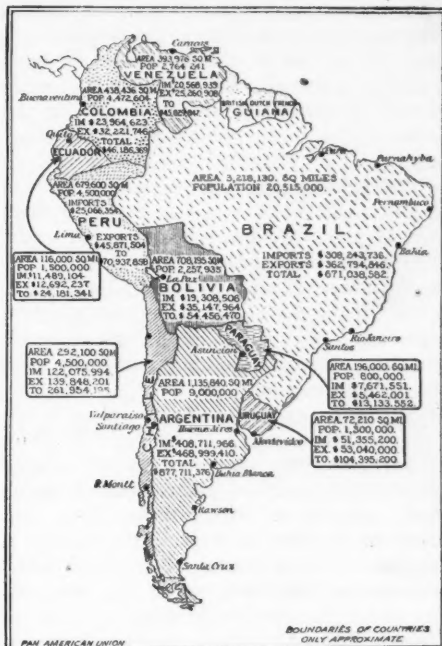 Caracas
AREA 393,976 SQ M
POP 2,764,241
VENEZUELA
IM $20,568,939
EX $25,260,908
TO
AREA 438,436 SQ M
POP 4,472,604
Buenaventura
COLOMBIA
IM $23,964,623
EX $32,221,746
TOTAL
$46,186,369
BRITISH DUTCH FRENCH
GUIANA
Quito
ECUADOR
AREA 3,218,130. SQ MILES
POPULATION 20,515,000.
Para
Parnahyba
Pernambuco
AREA 679,600 SQ M
POP 4,500,000
IMPORTS
$25,066,354
PERU
EXPORTS
$45,871,504
TO
70,937,858
Lima
BRAZIL
IMPORTS $308,243,736.
EXPORTS $362,794,846.
TOTAL $671,038,582.
Bahia
AREA 116,000 SQ MI
POP 1,500,000
IM $11,489,104
EX $12,692,237
TO $24,181,341
AREA 708,195 SQ M
POP 2,257,935
La Paz
BOLIVIA
IM $19,308,508
EX $35,147,964
TO $54,456,470
Rio Janeiro
Santos
PARAGUAY
Asuncion
AREA 196,000. SQ. MI.
POP 800,000.
IM $7,671,551.
EX $5,462,001
TO $13,133,552
AREA 292,100 SQ M
POP 4,500,000
IM 122,075,994
EX 139,848,201
TO 261,924,195
CHILE
AREA 1,135,840 SQ M
POP 9,000,000
Valparaiso
Santiago
ARGENTINA
Buenos Aires
IM $408,711,966
EX $468,999,410
TOTAL
$877,711,376
URUGUAY
Montevideo
AREA 72,210 SQ MI.
POP 1,300,000.
IM $51,355,200
EX $53,040,000
TO. $104,395,200
Bahia Blanca
P. Montt
Rawson
Santa Cruz
PAN AMERICAN UNION
BOUNDARIES OF COUNTRIES
ONLY APPROXIMATE